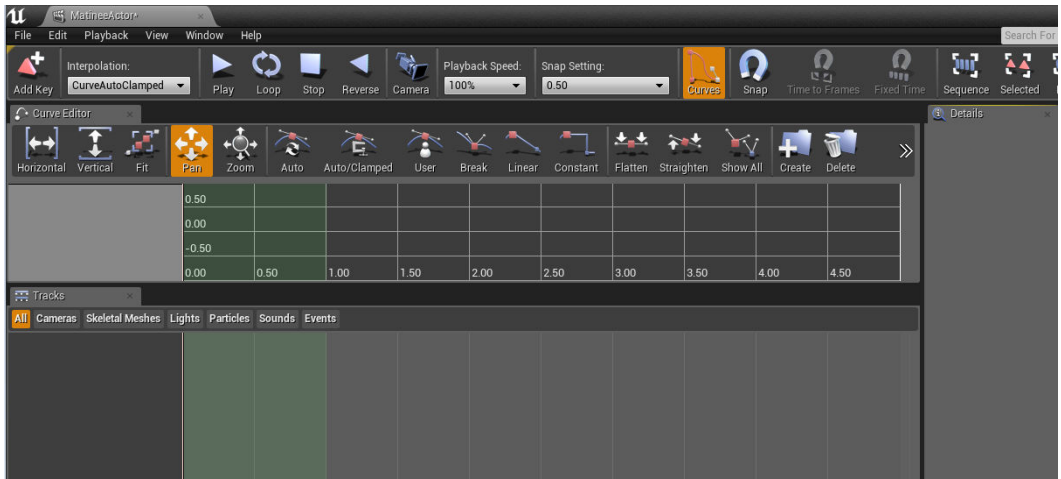 MatineeActor*
File Edit Playback View Window Help
Search For
Add Key
Interpolation:
CurveAutoClamped
Play Loop Stop Reverse Camera
Playback Speed:
100%
Snap Setting:
0.50
Curves Snap Time to Frames Fixed Time Sequence Selected
Curve Editor
Details
Horizontal Vertical Fit Pan Zoom Auto Auto/Clamped User Break Linear Constant Flatten Straighten Show All Create Delete
0.50
0.00
-0.50
0.00 0.50 1.00 1.50 2.00 2.50 3.00 3.50 4.00 4.50
Tracks
All Cameras Skeletal Meshes Lights Particles Sounds Events